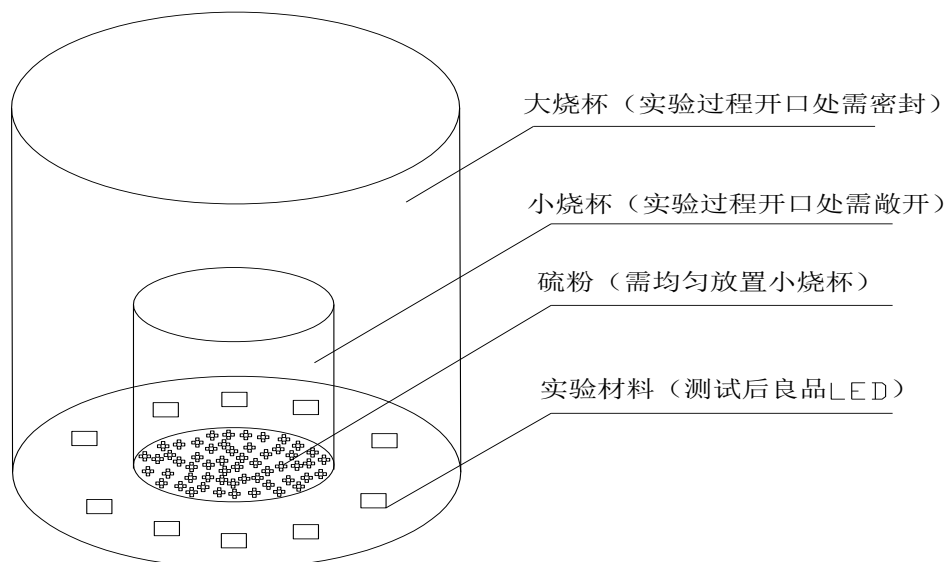 大烧杯（实验过程开口处需密封）
小烧杯（实验过程开口处需敞开）
硫粉（需均匀放置小烧杯）
实验材料（测试后良品LED）